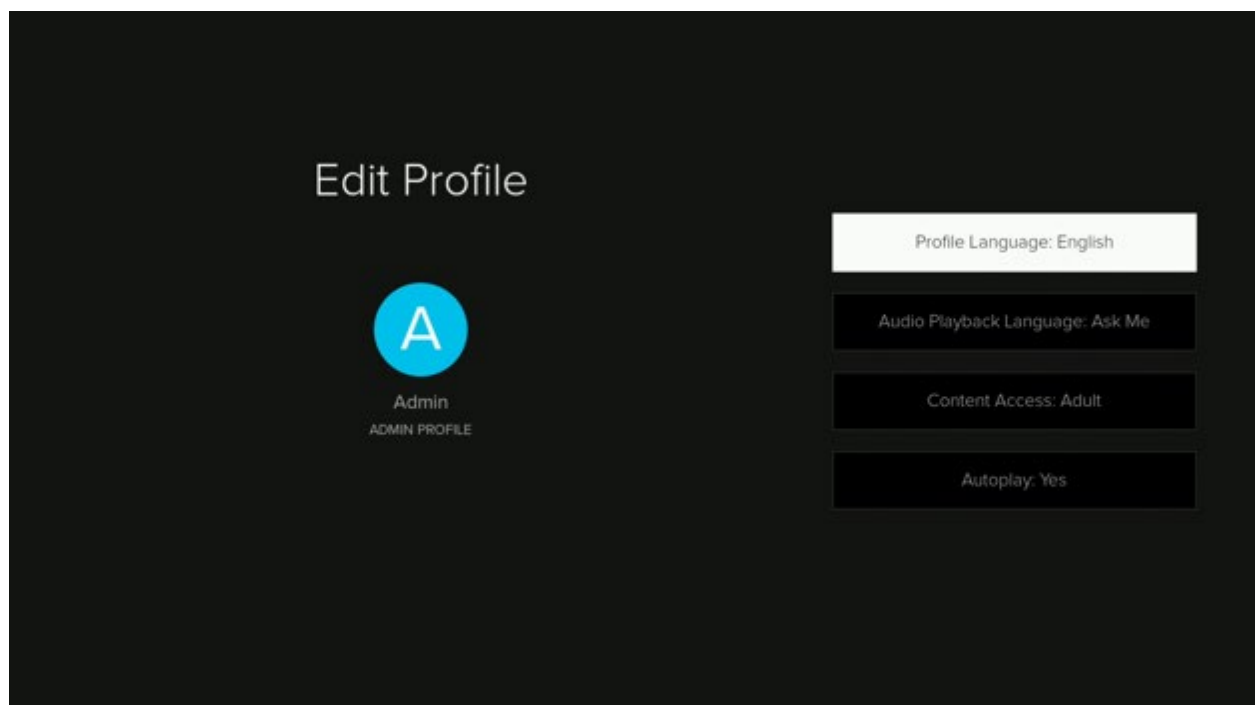 Edit Profile
A
Admin
ADMIN PROFILE
Profile Language: English
Audio Playback Language: Ask Me
Content Access: Adult
Autoplay: Yes